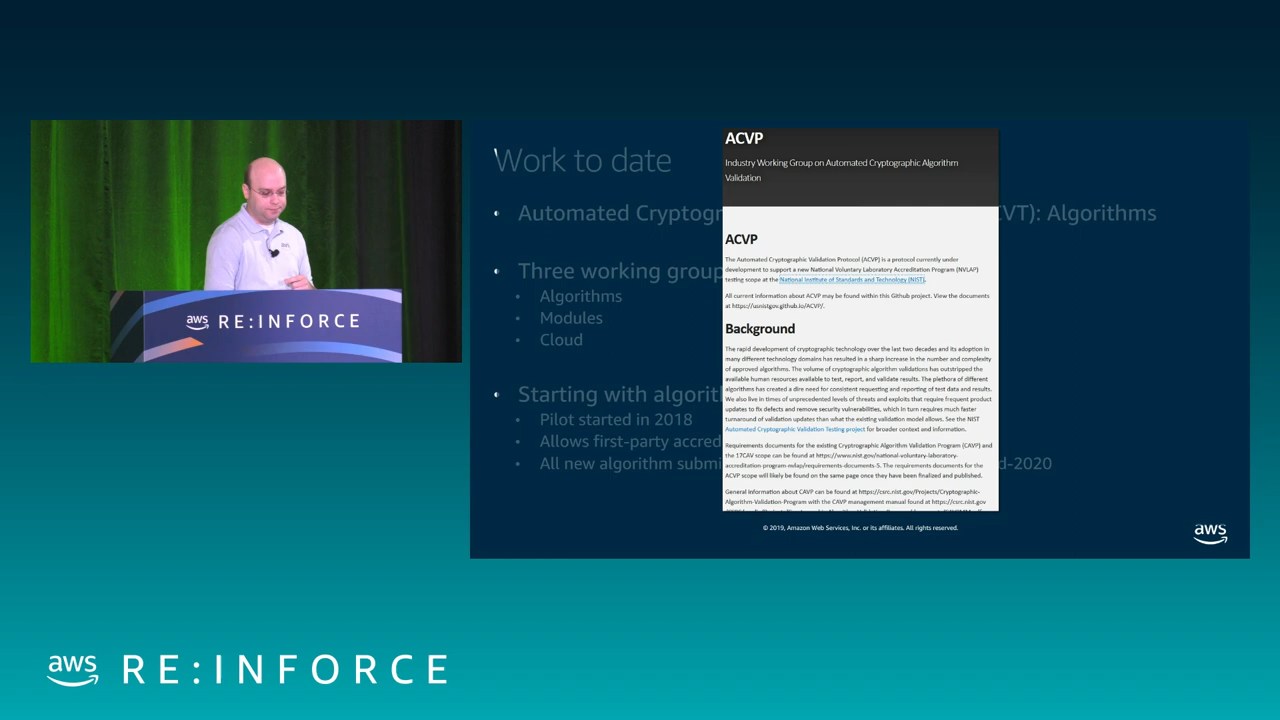 aws
aws RE:INFORCE
Work to date
Automated Cryptogr
VT): Algorithms
Three working group
Algorithms
Modules
Cloud
Starting with algorit
Pilot started in 2018
Allows first-party accred
All new algorithm submi
d-2020
ACVP
Industry Working Group on Automated Cryptographic Algorithm
Validation
ACVP
The Automated Cryptographic Validation Protocol (ACVP) is a protocol currently under
development to support a new National Voluntary Laboratory Accreditation Program (NVLAP)
testing scope at the National Institute of Standards and Technology (NIST).
All current information about ACVP may be found within this Github project. View the documents
at https://usnistgov.github.io/ACVP/.
Background
The rapid development of cryptographic technology over the last two decades and its adoption in
many different technology domains has resulted in a sharp increase in the number and complexity
of approved algorithms. The volume of cryptographic algorithm validations has outstripped the
available human resources available to test, report, and validate results. The plethora of different
algorithms has created a dire need for consistent requesting and reporting of test data and results.
We also live in times of unprecedented levels of threats and exploits that require frequent product
updates to fix defects and remove security vulnerabilities, which in turn requires much faster
turnaround of validation updates than what the existing validation model allows. See the NIST
Automated Cryptographic Validation Testing project for broader context and information.
Requirements documents for the existing Cryptographic Algorithm Validation Program (CAVP) and
the 17CAV scope can be found at https://www.nist.gov/national-voluntary-laboratory-
accreditation-program-nvlap/requirements-documents-5. The requirements documents for the
ACVP scope will likely be found on the same page once they have been finalized and published.
General information about CAVP can be found at https://csrc.nist.gov/Projects/Cryptographic-
Algorithm-Validation-Program with the CAVP management manual found at https://csrc.nist.gov
© 2019, Amazon Web Services, Inc. or its affiliates. All rights reserved.
aws
aws RE:INFORCE